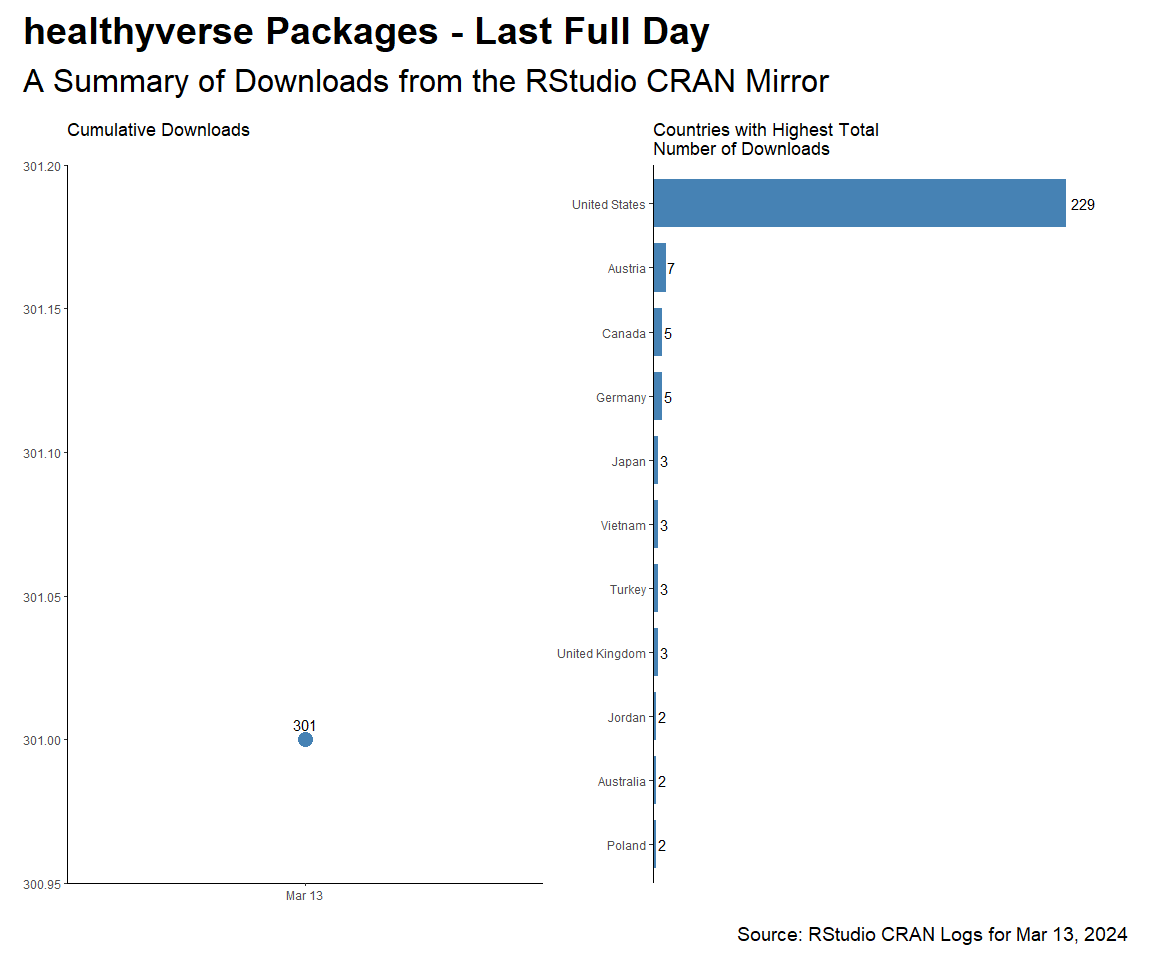 healthyverse Packages - Last Full Day
A Summary of Downloads from the RStudio CRAN Mirror
Cumulative Downloads
301.20
301.15
301.10
301.05
301.00
300.95
301
Mar 13
Countries with Highest Total
Number of Downloads
United States 229
Austria 7
Canada 5
Germany 5
Japan 3
Vietnam 3
Turkey 3
United Kingdom 3
Jordan 2
Australia 2
Poland 2
Source: RStudio CRAN Logs for Mar 13, 2024